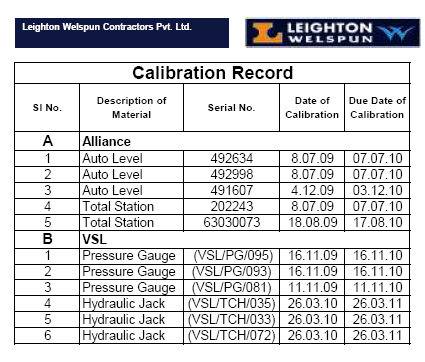 Leighton Welspun Contractors Pvt. Ltd.
LEIGHTON
WELSPUN
Calibration Record
Sl No. Description of Material Serial No. Date of Calibration Due Date of Calibration
A Alliance
1 Auto Level 492634 8.07.09 07.07.10
2 Auto Level 492998 8.07.09 07.07.10
3 Auto Level 491607 4.12.09 03.12.10
4 Total Station 202243 8.07.09 07.07.10
5 Total Station 63030073 18.08.09 17.08.10
B VSL
1 Pressure Gauge (VSL/PG/095) 16.11.09 16.11.10
2 Pressure Gauge (VSL/PG/093) 16.11.09 16.11.10
3 Pressure Gauge (VSL/PG/081) 11.11.09 11.11.10
4 Hydraulic Jack (VSL/TCH/035) 26.03.10 26.03.11
5 Hydraulic Jack (VSL/TCH/033) 26.03.10 26.03.11
6 Hydraulic Jack (VSL/TCH/072) 26.03.10 26.03.11